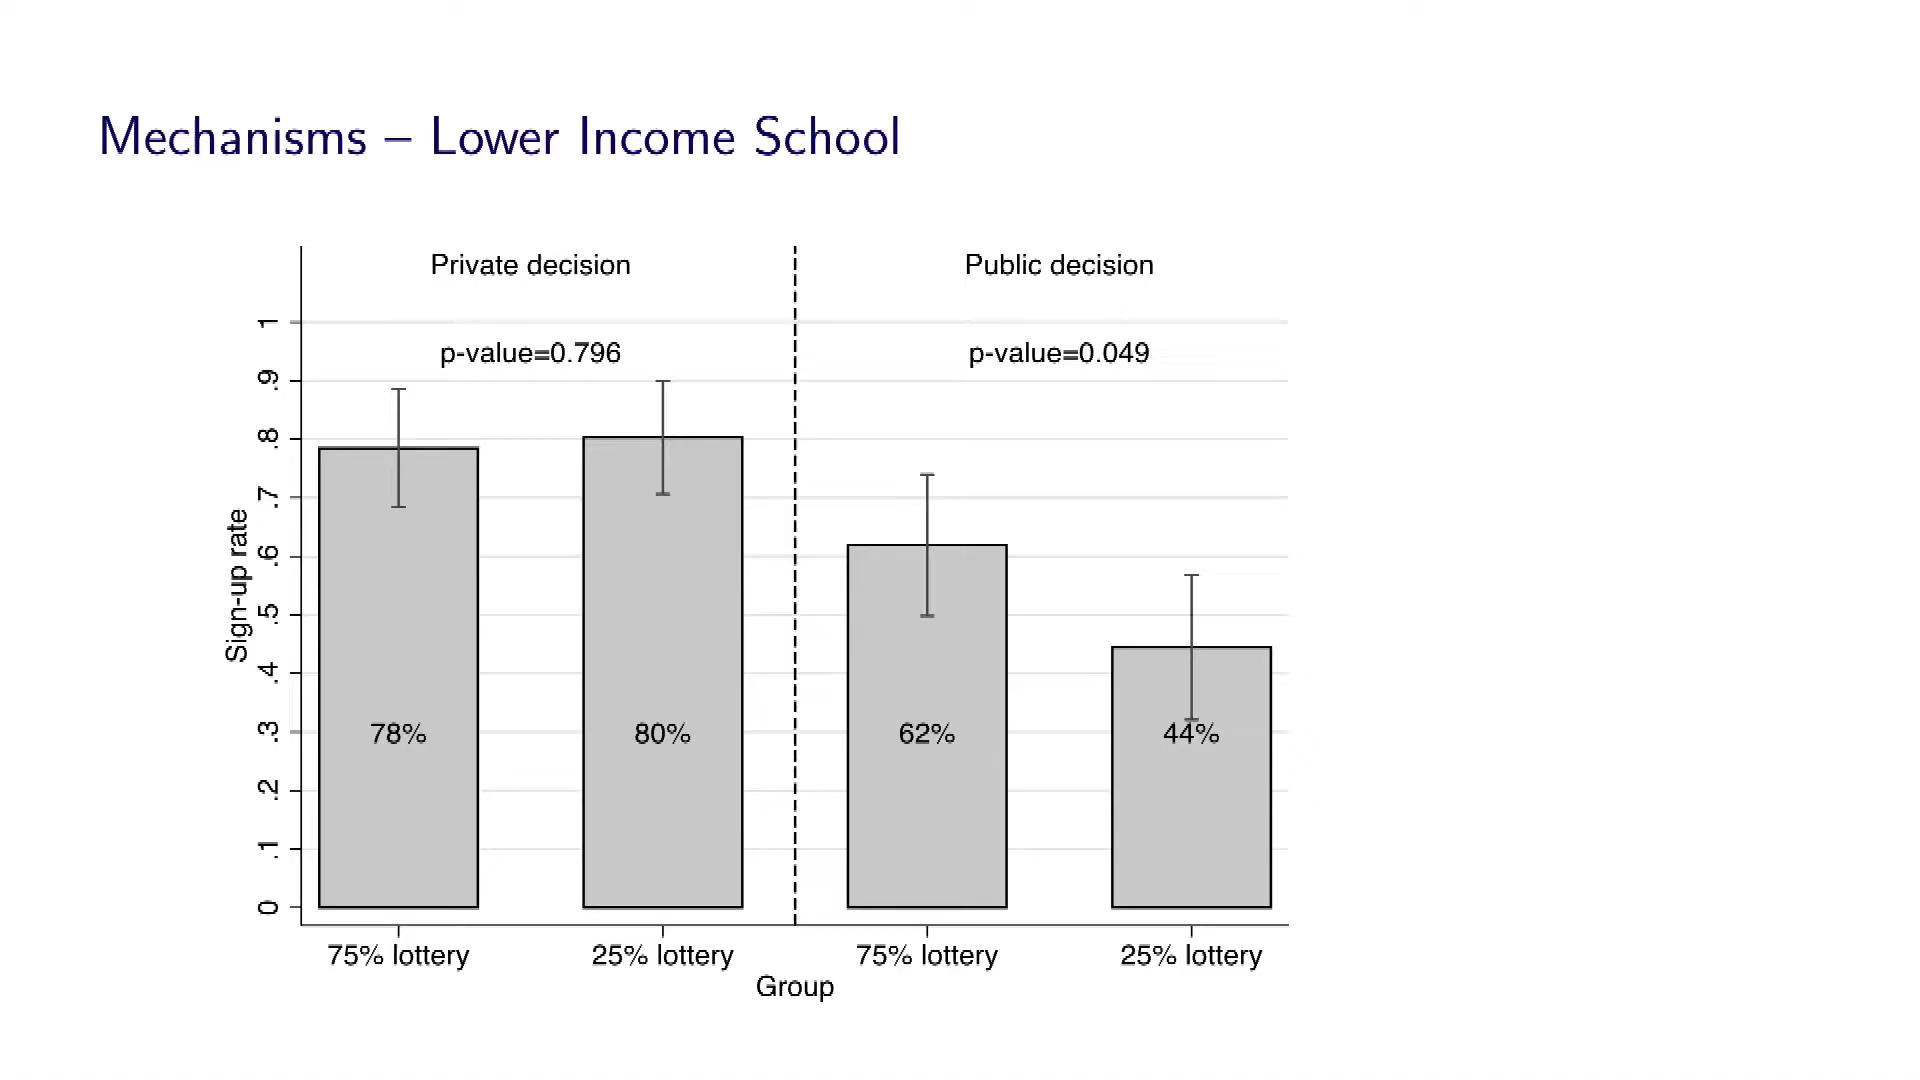 Mechanisms – Lower Income School
Private decision
Public decision
p-value=0.796
p-value=0.049
Sign-up rate
1
.9
.8
.7
.6
.5
.4
.3
.2
.1
0
78%
80%
62%
44%
75% lottery
25% lottery
75% lottery
25% lottery
Group